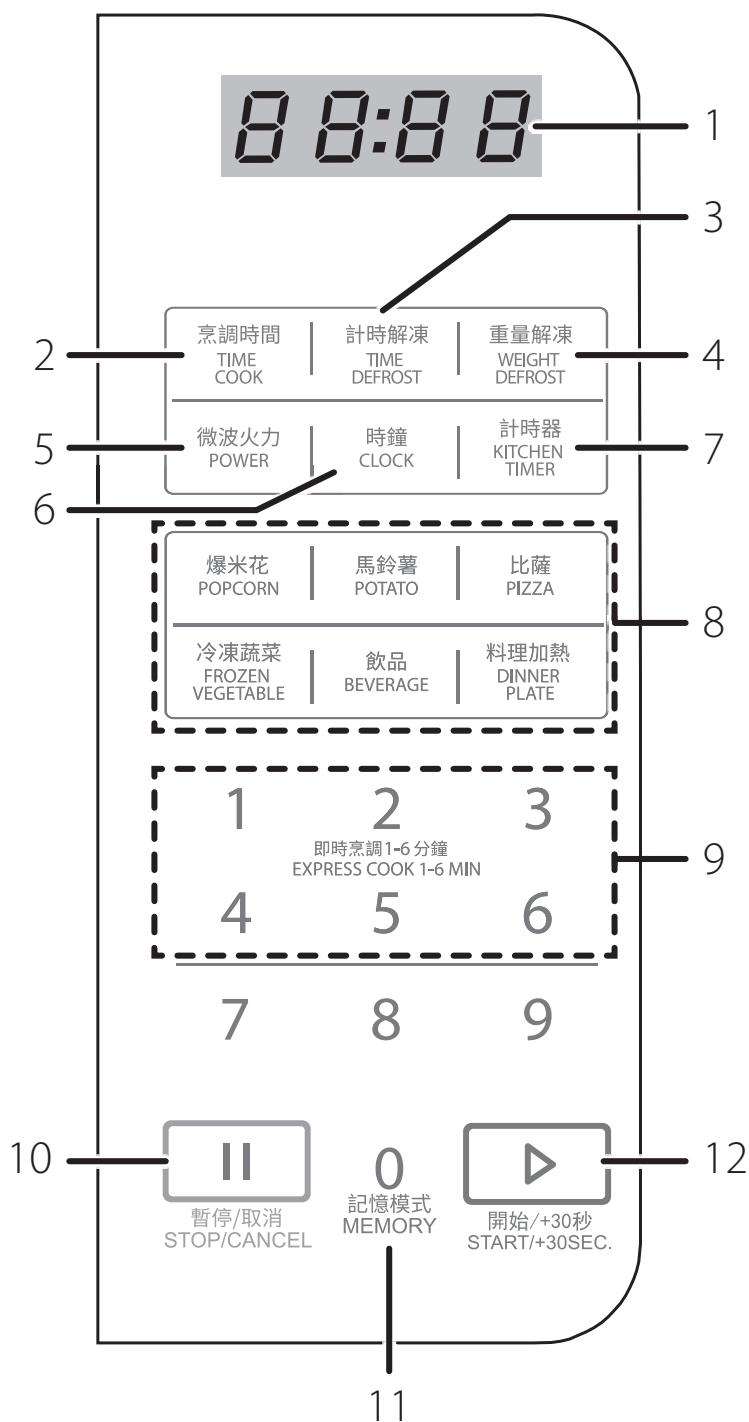 88:88
1
3
烹調時間
TIME
COOK
計時解凍
TIME
DEFROST
重量解凍
WEIGHT
DEFROST
2
4
微波火力
POWER
時鐘
CLOCK
計時器
KITCHEN
TIMER
5
7
6
爆米花
POPCORN
馬鈴薯
POTATO
比薩
PIZZA
8
冷凍蔬菜
FROZEN
VEGETABLE
飲品
BEVERAGE
料理加熱
DINNER
PLATE
1 2 3
即時烹調1-6分鐘
EXPRESS COOK 1-6 MIN
9
4 5 6
7 8 9
10
暫停/取消
STOP/CANCEL
0
記憶模式
MEMORY
12
開始/+30秒
START/+30SEC.
11